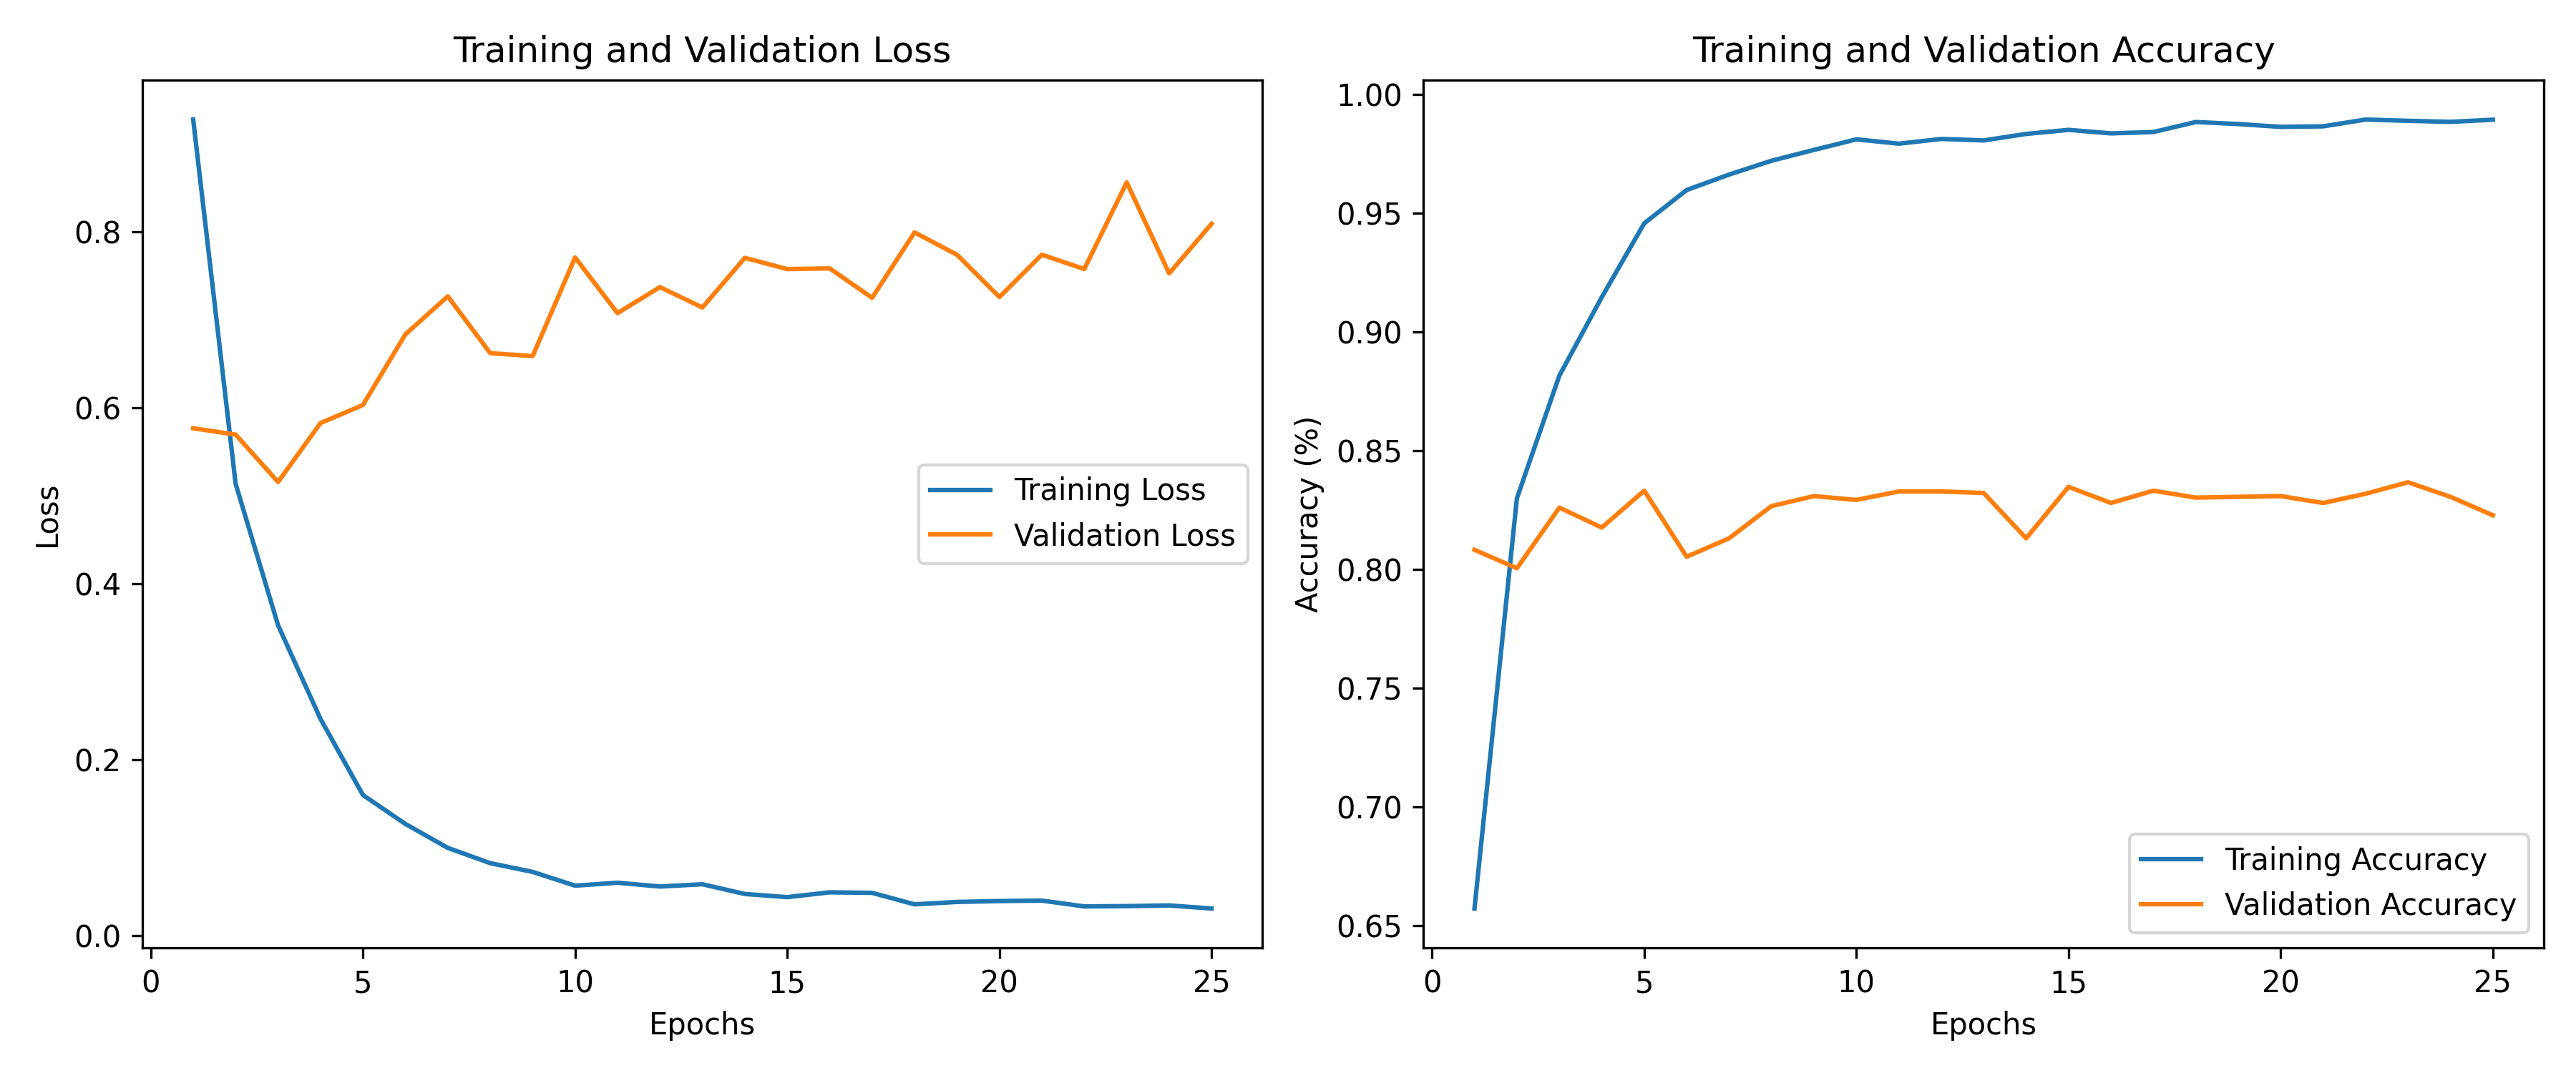 Training and Validation Loss
Loss
0.8
0.6
0.4
0.2
0.0
0 5 10 15 20 25
Epochs
Training Loss
Validation Loss
Training and Validation Accuracy
Accuracy (%)
1.00
0.95
0.90
0.85
0.80
0.75
0.70
0.65
0 5 10 15 20 25
Epochs
Training Accuracy
Validation Accuracy